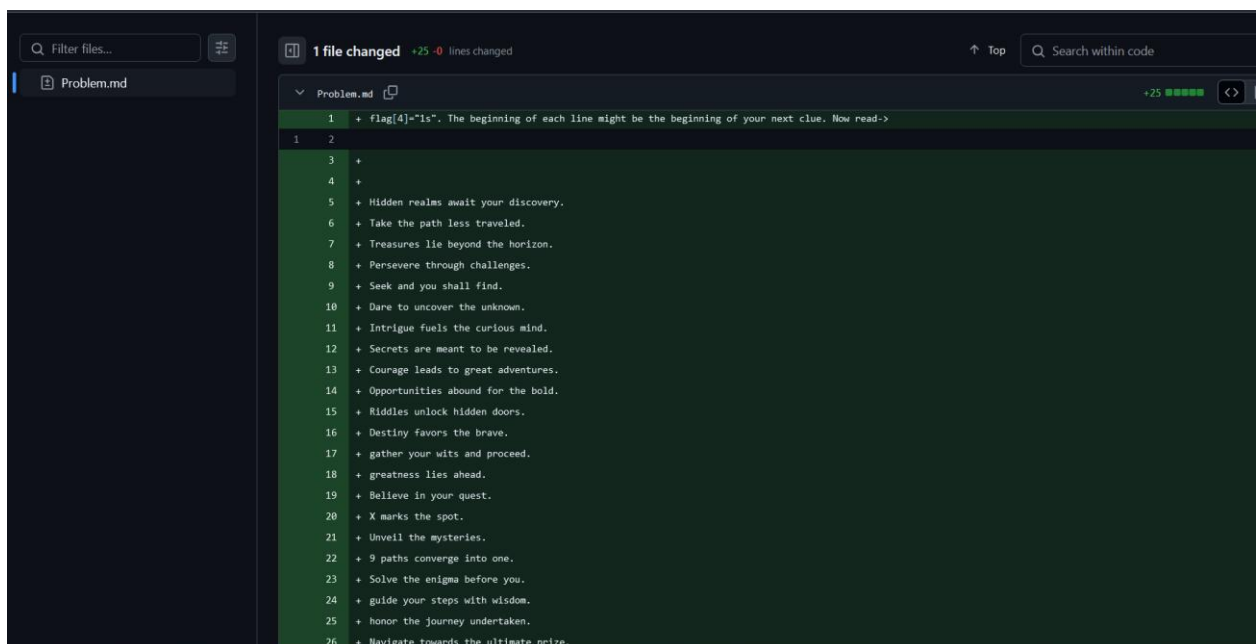 Filter files...
Problem.md
1 file changed +25 -0 lines changed
Top
Search within code
Problem.md
+25
1 + flag[4]="1s". The beginning of each line might be the beginning of your next clue. Now read->
1 2
3 +
4 +
5 + Hidden realms await your discovery.
6 + Take the path less traveled.
7 + Treasures lie beyond the horizon.
8 + Persevere through challenges.
9 + Seek and you shall find.
10 + Dare to uncover the unknown.
11 + Intrigue fuels the curious mind.
12 + Secrets are meant to be revealed.
13 + Courage leads to great adventures.
14 + Opportunities abound for the bold.
15 + Riddles unlock hidden doors.
16 + Destiny favors the brave.
17 + gather your wits and proceed.
18 + greatness lies ahead.
19 + Believe in your quest.
20 + X marks the spot.
21 + Unveil the mysteries.
22 + 9 paths converge into one.
23 + Solve the enigma before you.
24 + guide your steps with wisdom.
25 + honor the journey undertaken.
26 + Navigate towards the ultimate prize.